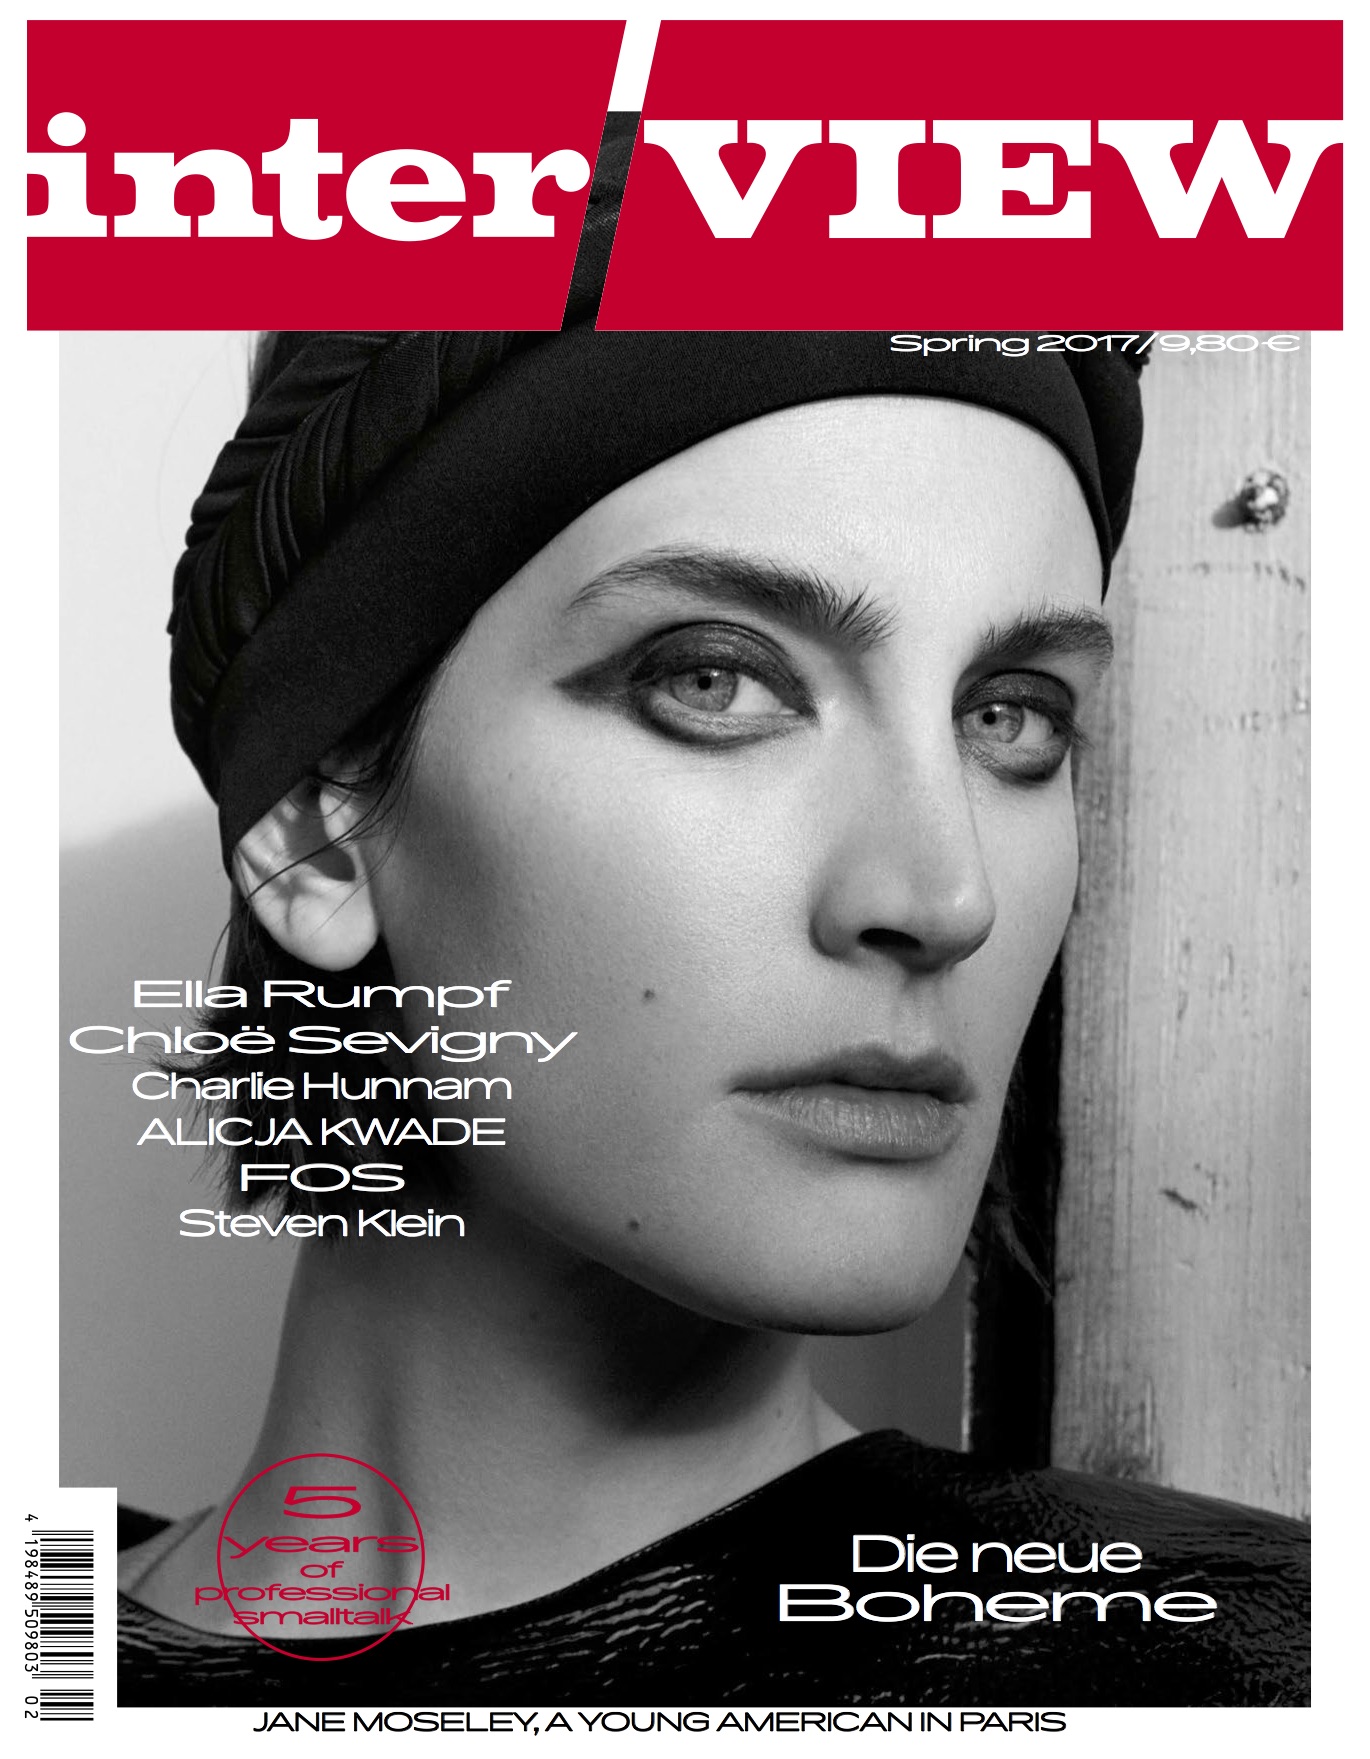 inter/VIEW
Spring 2017/9,80 €
Ella Rumpf
Chloë Sevigny
Charlie Hunnam
ALICJA KWADE
FOS
Steven Klein
5
years
of
professional
smalltalk
Die neue
Boheme
4 198489 509803 02
JANE MOSELEY, A YOUNG AMERICAN IN PARIS